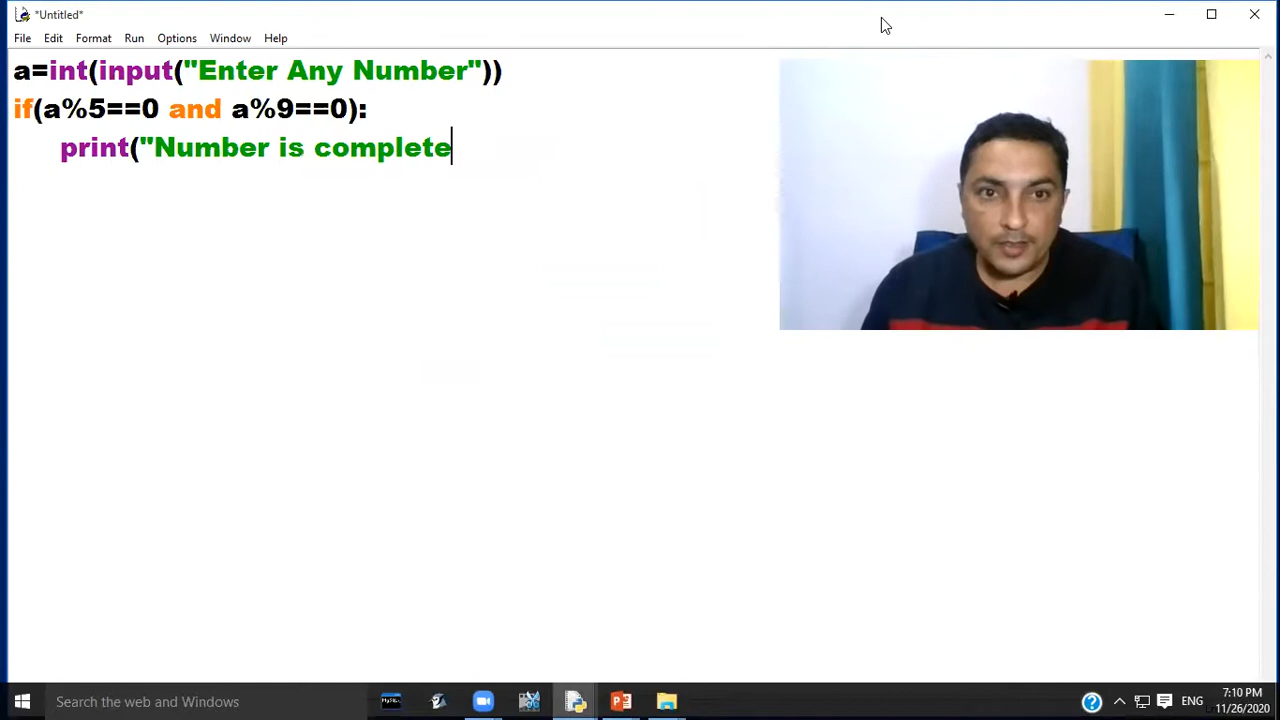 *Untitled*
File Edit Format Run Options Window Help
a=int(input("Enter Any Number"))
if(a%5==0 and a%9==0):
print("Number is complete
Search the web and Windows
MySQL
ENG
7:10 PM
11/26/2020